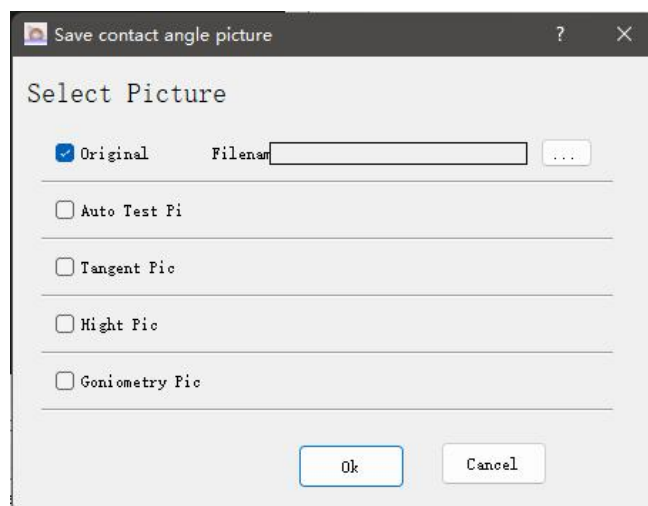 Save contact angle picture ?
Select Picture
Original Filenam ...
Auto Test Pi
Tangent Pic
Hight Pic
Goniometry Pic
Ok Cancel